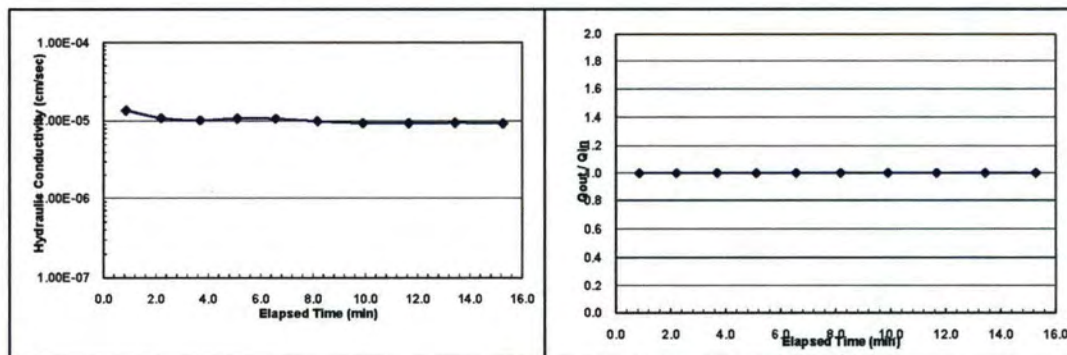 Hydraulic Conductivity (cm/sec)
1.00E-04
1.00E-05
1.00E-06
1.00E-07
0.0 2.0 4.0 6.0 8.0 10.0 12.0 14.0 16.0
Elapsed Time (min)
Qout / Qin
2.0
1.8
1.6
1.4
1.2
1.0
0.8
0.6
0.4
0.2
0.0
0.0 2.0 4.0 6.0 8.0 10.0 12.0 14.0 16.0
Elapsed Time (min)